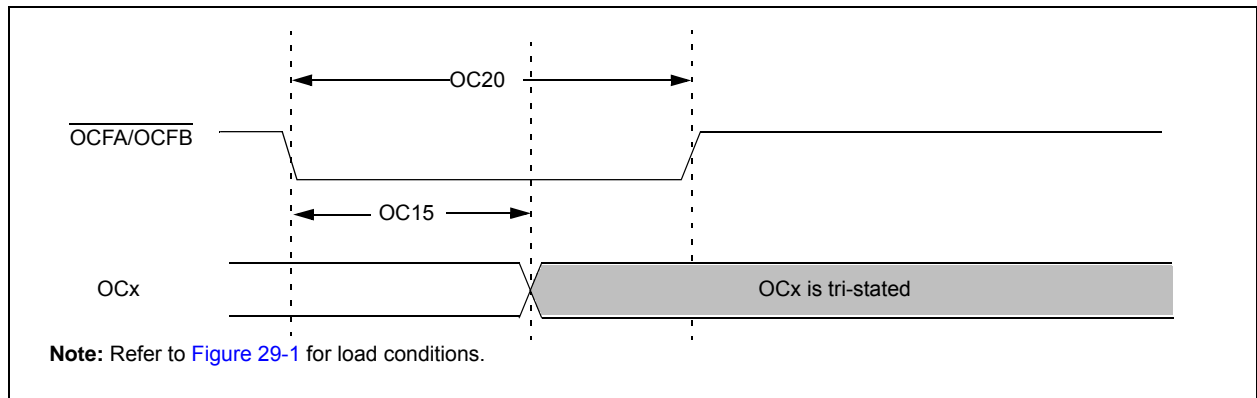 OC20
OCFA/OCFB
OC15
OCx
OCx is tri-stated
Note: Refer to Figure 29-1 for load conditions.